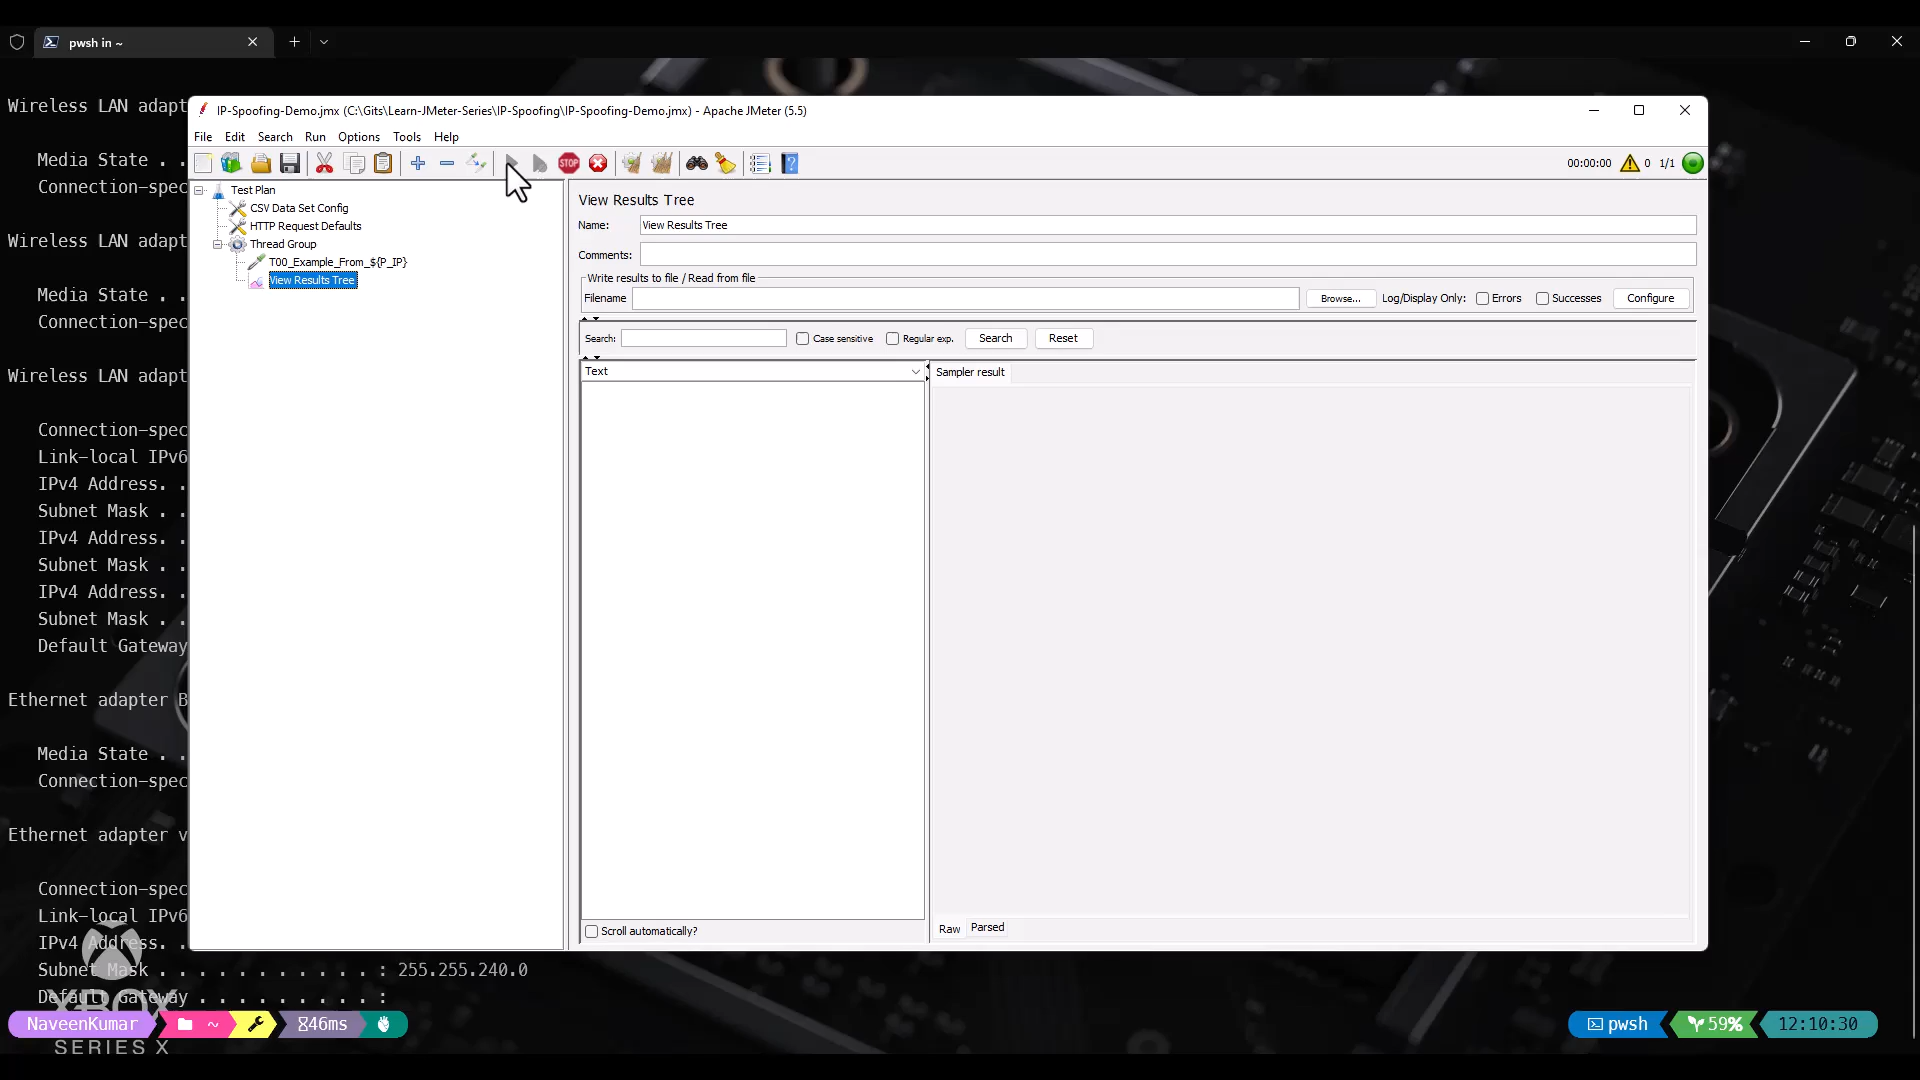 pwsh in ~
IP-Spoofing-Demo.jmx (C:\Gits\Learn-JMeter-Series\IP-Spoofing\IP-Spoofing-Demo.jmx) - Apache JMeter (5.5)
File Edit Search Run Options Tools Help
STOP
00:00:00 0 1/1
Test Plan
CSV Data Set Config
HTTP Request Defaults
Thread Group
T00_Example_From_${P_IP}
View Results Tree
View Results Tree
Name: View Results Tree
Comments:
Write results to file / Read from file
Filename Browse... Log/Display Only: Errors Successes Configure
Search: Case sensitive Regular exp. Search Reset
Text
Sampler result
Scroll automatically?
Raw Parsed
Wireless LAN adapt
Media State . .
Connection-spec
Wireless LAN adapt
Media State . .
Connection-spec
Wireless LAN adapt
Connection-spec
Link-local IPv6
IPv4 Address. .
Subnet Mask . .
IPv4 Address. .
Subnet Mask . .
IPv4 Address. .
Subnet Mask . .
Default Gateway
Ethernet adapter B
Media State . .
Connection-spec
Ethernet adapter v
Connection-spec
Link-local IPv6
IPv4 Address. .
Subnet Mask . . . . . . . . . . . : 255.255.240.0
Default Gateway . . . . . . . . . :
NaveenKumar ~ 46ms
pwsh 59% 12:10:30
XBOX
SERIES X